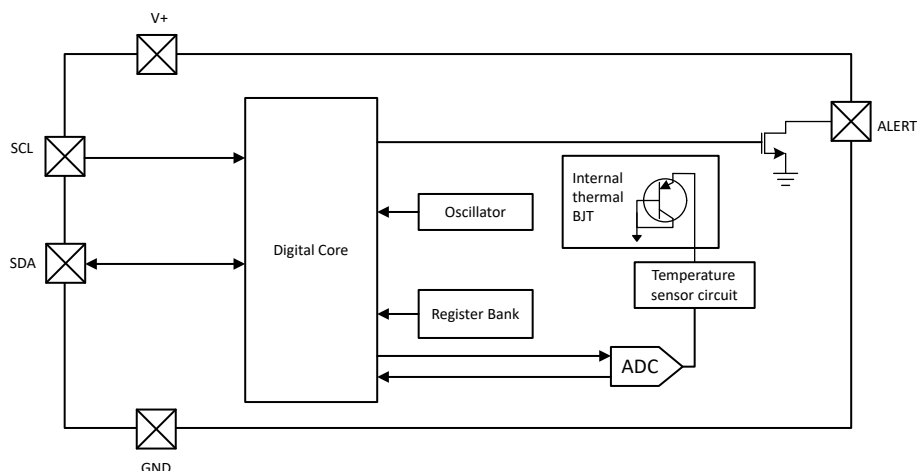 V+
SCL
ALERT
Internal
thermal
BJT
Oscillator
Digital Core
SDA
Temperature
sensor circuit
Register Bank
ADC
GND